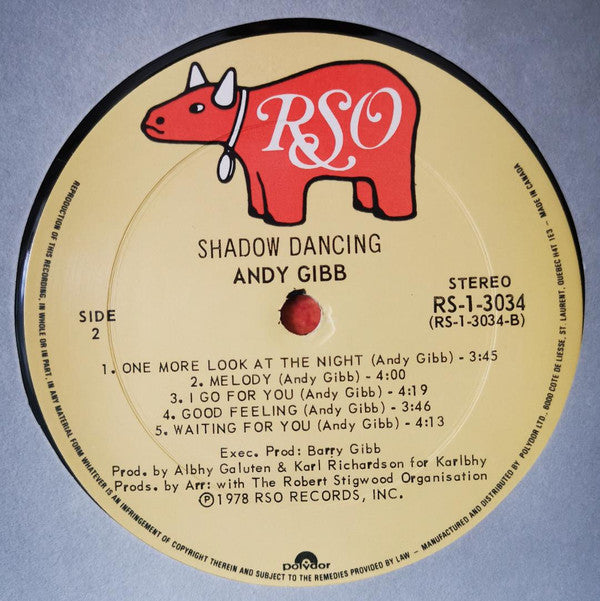 RSO
SHADOW DANCING
ANDY GIBB
STEREO
RS-1-3034
(RS-1-3034-B)
SIDE
2
1. ONE MORE LOOK AT THE NIGHT (Andy Gibb) - 3:45
2. MELODY (Andy Gibb) - 4:00
3. I GO FOR YOU (Andy Gibb) - 4:19
4. GOOD FEELING (Andy Gibb) - 3:46
5. WAITING FOR YOU (Andy Gibb) - 4:13
Exec. Prod: Barry Gibb
Prod. by Albhy Galuten & Karl Richardson for Karlbhy
Prods. by Arr: with The Robert Stigwood Organisation
Ⓟ1978 RSO RECORDS, INC.
polydor
REPRODUCTION OF THIS RECORDING, IN WHOLE OR IN PART, IN ANY MATERIAL FORM WHATEVER IS AN INFRINGEMENT OF COPYRIGHT THEREIN AND SUBJECT TO THE REMEDIES PROVIDED BY LAW – MANUFACTURED AND DISTRIBUTED BY POLYDOR LTD., 6000 COTE DE LIESSE, ST. LAURENT, QUEBEC H4T 1E3 – MADE IN CANADA